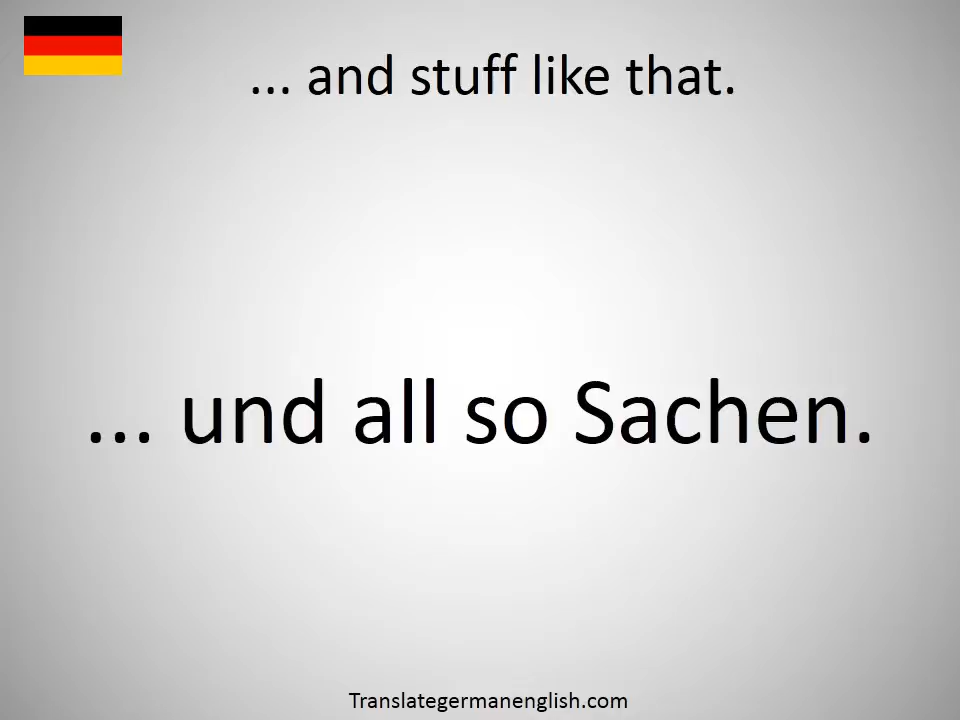 ... and stuff like that.
... und all so Sachen.
Translategermanenglish.com